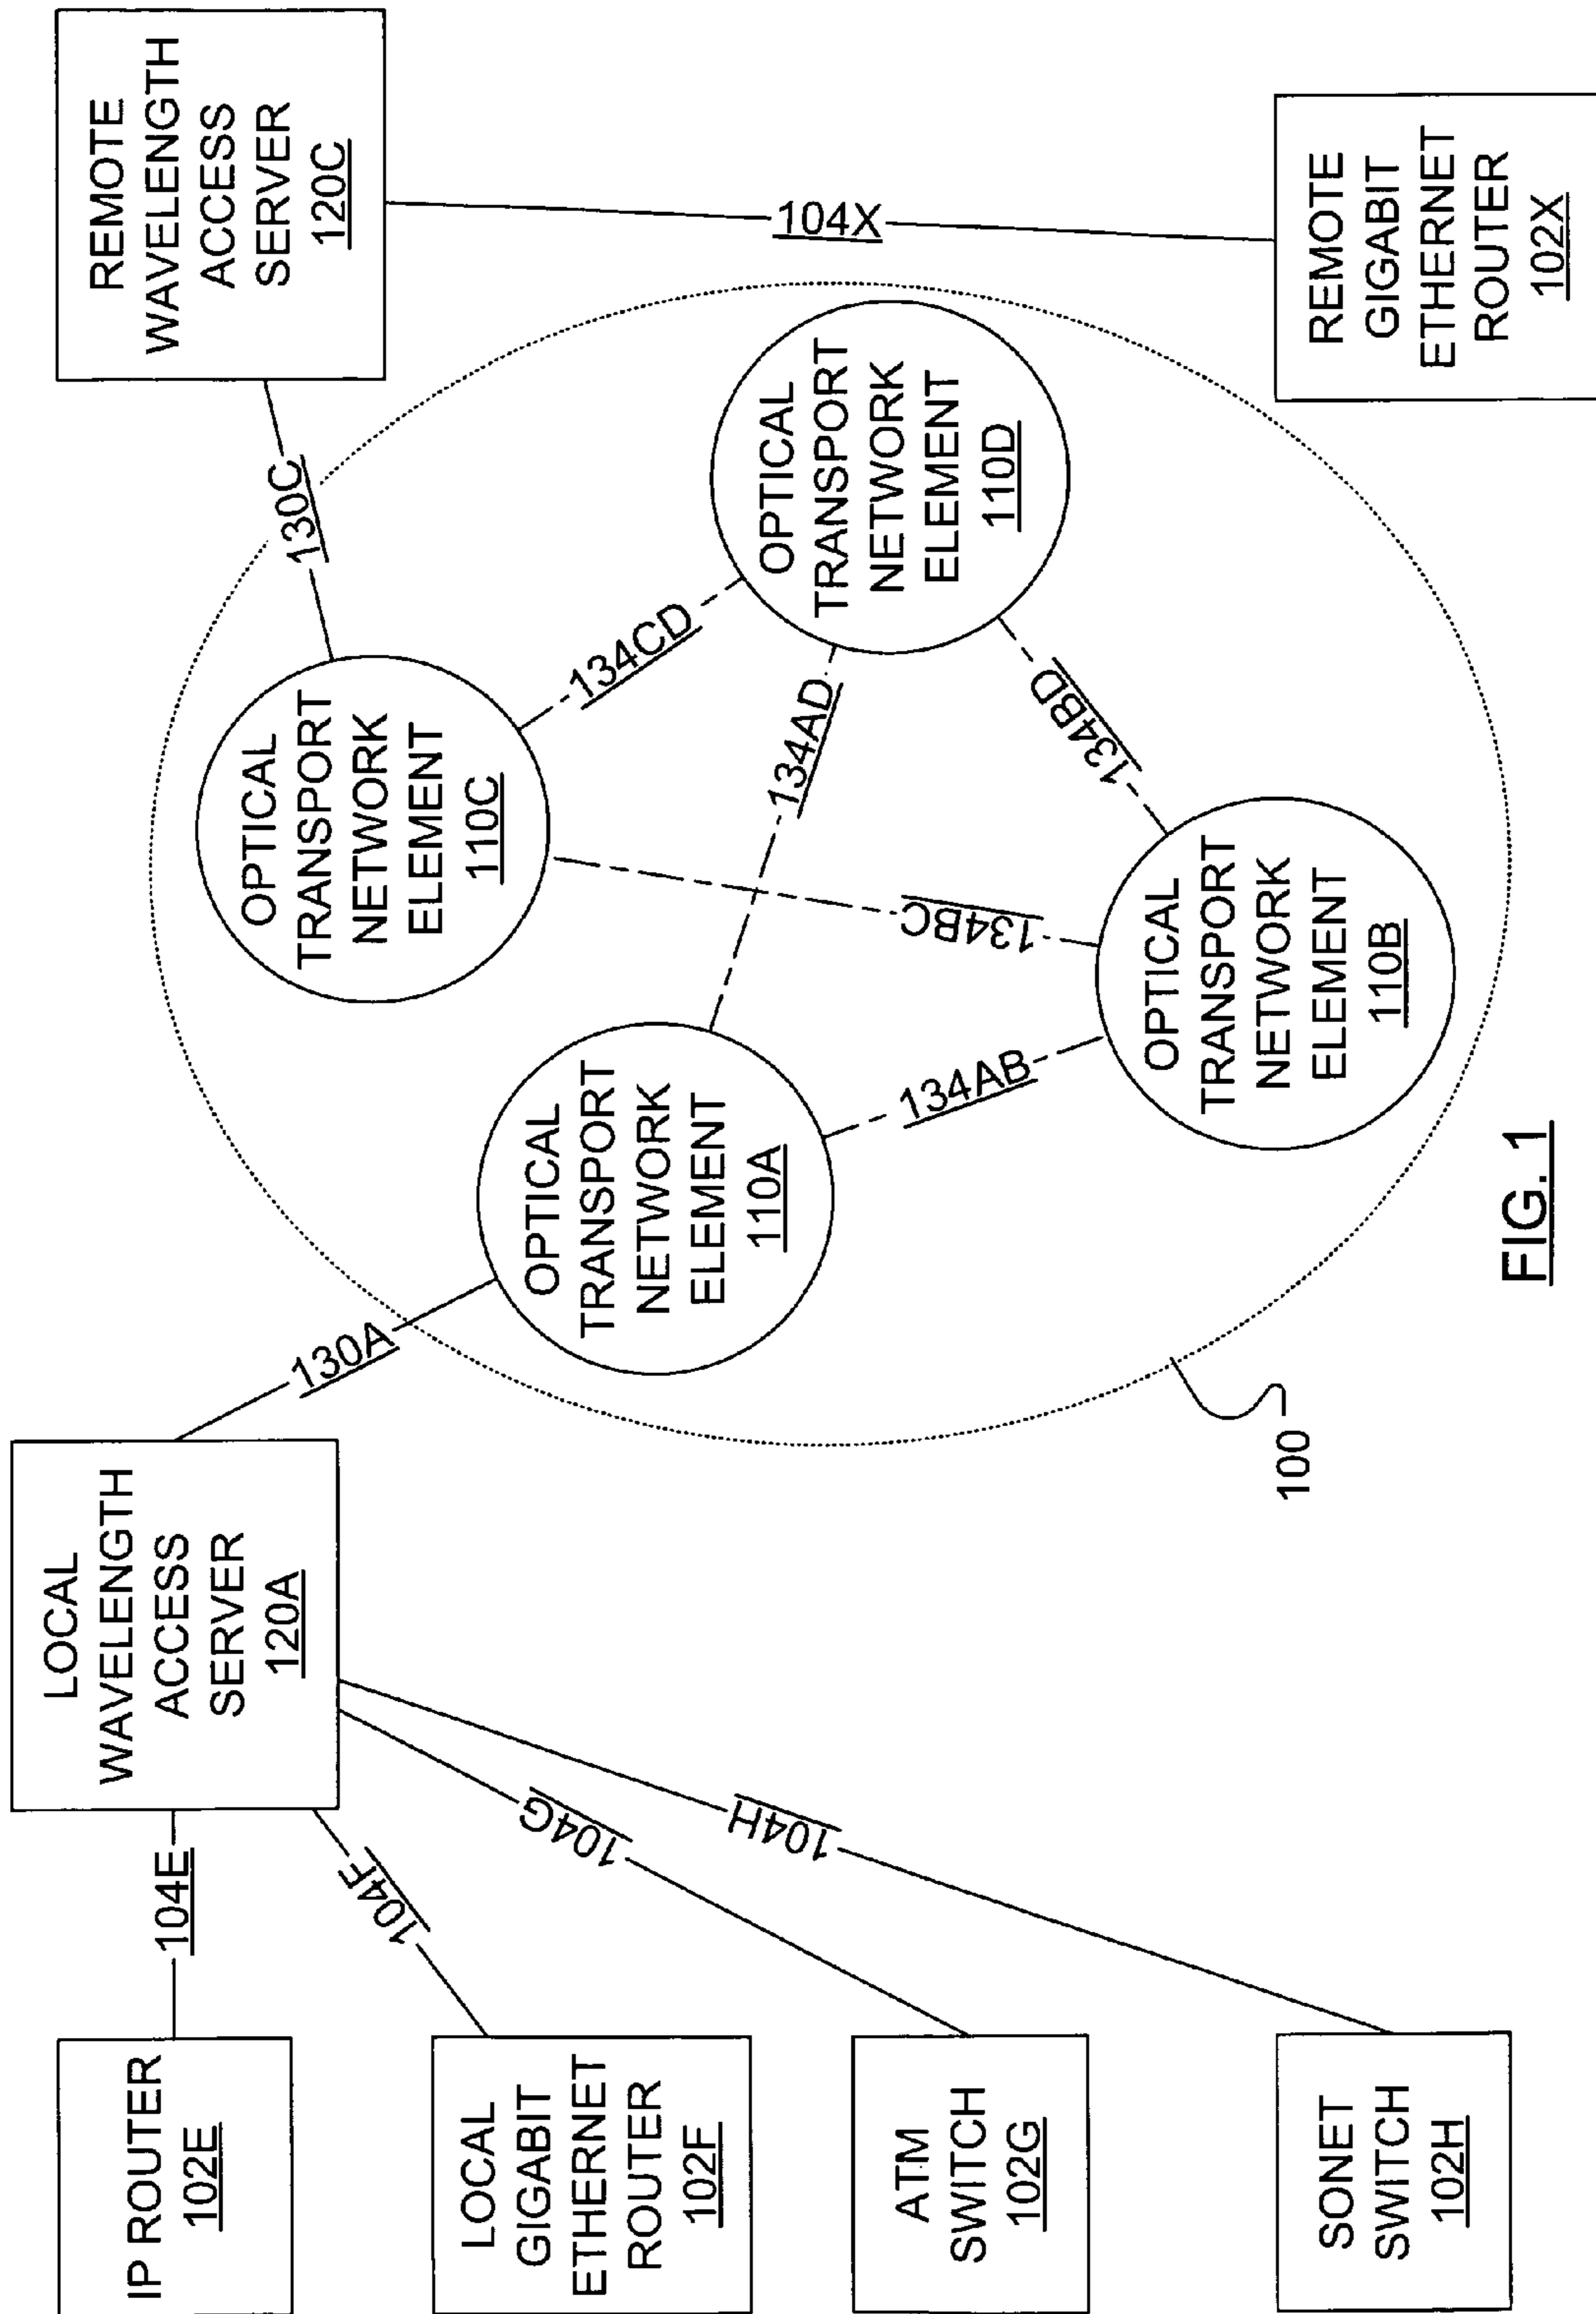 IP ROUTER
102E
LOCAL
GIGABIT
ETHERNET
ROUTER
102F
ATM
SWITCH
102G
SONET
SWITCH
102H
104E
104F
104G
104H
LOCAL
WAVELENGTH
ACCESS
SERVER
120A
130A
100
OPTICAL
TRANSPORT
NETWORK
ELEMENT
110A
134AB
OPTICAL
TRANSPORT
NETWORK
ELEMENT
110B
134BC
134AD
OPTICAL
TRANSPORT
NETWORK
ELEMENT
110C
134CD
134BD
OPTICAL
TRANSPORT
NETWORK
ELEMENT
110D
130C
REMOTE
WAVELENGTH
ACCESS
SERVER
120C
104X
REMOTE
GIGABIT
ETHERNET
ROUTER
102X
FIG. 1